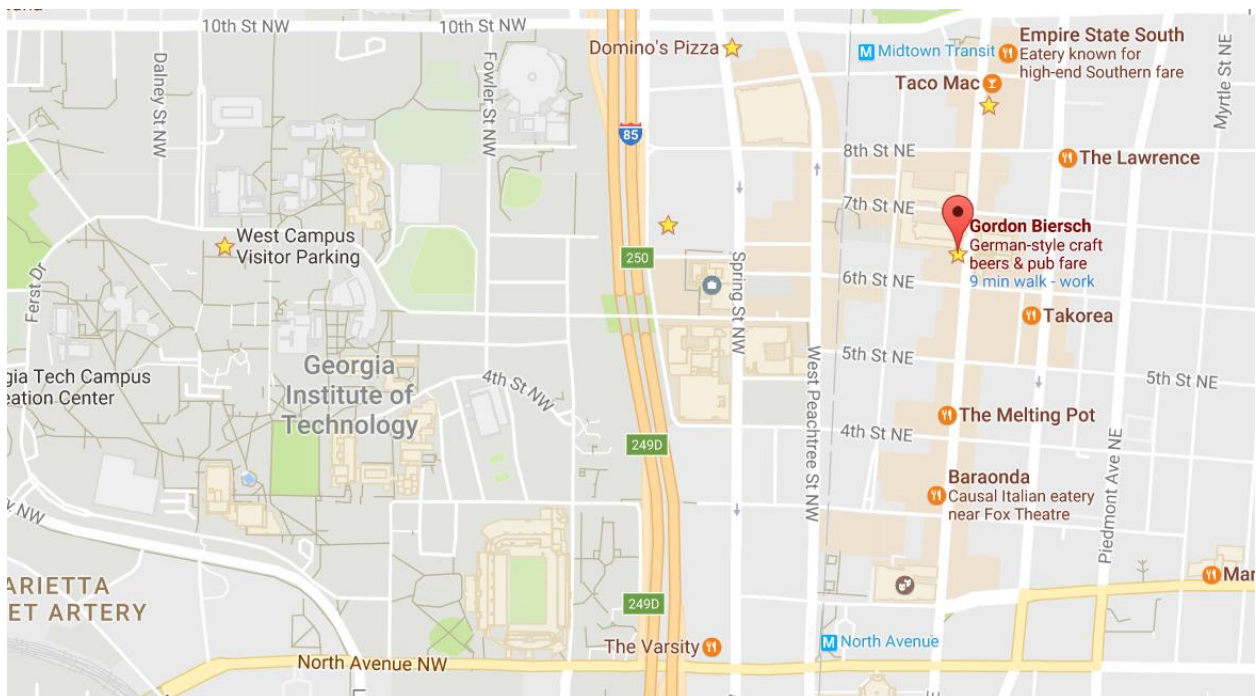 10th St NW
10th St NW
Dalney St NW
Fowler St NW
Domino's Pizza
M Midtown Transit
Empire State South
Eatery known for
high-end Southern fare
Taco Mac
Myrtle St NE
85
8th St NE
The Lawrence
7th St NE
West Campus
Visitor Parking
Gordon Biersch
German-style craft
beers & pub fare
9 min walk - work
250
Spring St NW
6th St NE
Ferst Dr
Takorea
gia Tech Campus
eation Center
Georgia
Institute of
Technology
4th St NW
5th St NE
5th St NE
West Peachtree St NW
The Melting Pot
4th St NE
249D
Piedmont Ave NE
Baraonda
Causal Italian eatery
near Fox Theatre
y NW
ARIETTA
ET ARTERY
249D
Mar
The Varsity
M North Avenue
North Avenue NW